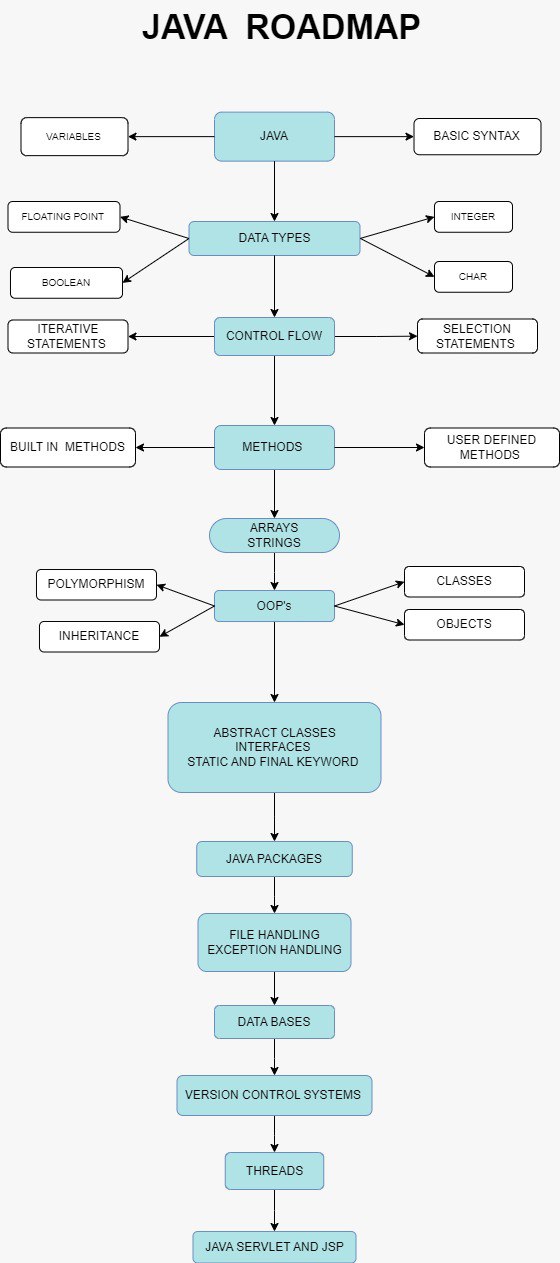 JAVA ROADMAP
VARIABLES
JAVA
BASIC SYNTAX
FLOATING POINT
INTEGER
DATA TYPES
BOOLEAN
CHAR
ITERATIVE
STATEMENTS
CONTROL FLOW
SELECTION
STATEMENTS
BUILT IN METHODS
METHODS
USER DEFINED
METHODS
ARRAYS
STRINGS
POLYMORPHISM
CLASSES
OOP's
INHERITANCE
OBJECTS
ABSTRACT CLASSES
INTERFACES
STATIC AND FINAL KEYWORD
JAVA PACKAGES
FILE HANDLING
EXCEPTION HANDLING
DATA BASES
VERSION CONTROL SYSTEMS
THREADS
JAVA SERVLET AND JSP